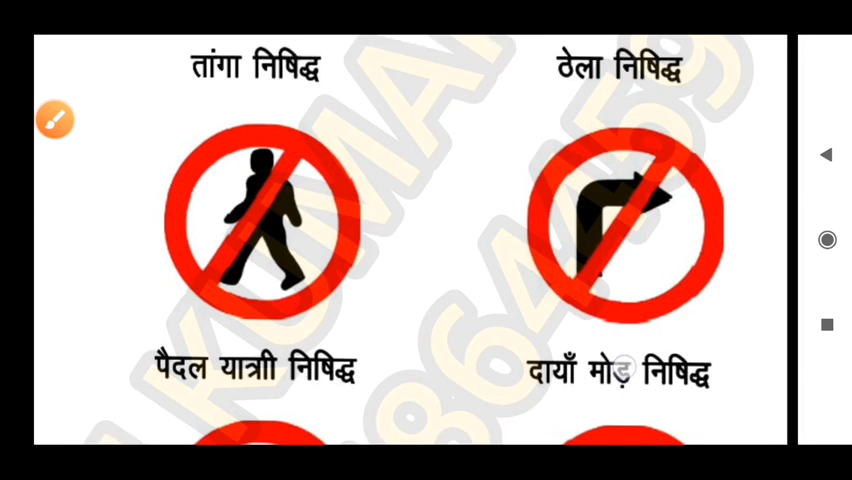 तांगा निषिद्ध
ठेला निषिद्ध
पैदल यात्राी निषिद्ध
दायाँ मोड़ निषिद्ध